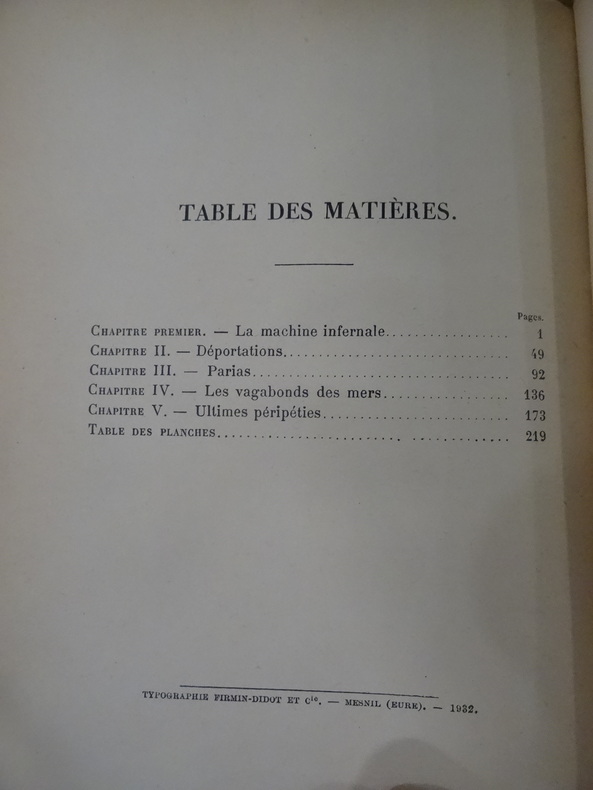 TABLE DES MATIÈRES.
Pages.
CHAPITRE PREMIER. — La machine infernale.................. 1
CHAPITRE II. — Déportations............................... 49
CHAPITRE III. — Parias.................................... 92
CHAPITRE IV. — Les vagabonds des mers.................. 136
CHAPITRE V. — Ultimes péripéties......................... 173
TABLE DES PLANCHES...................... ............. 219
TYPOGRAPHIE FIRMIN-DIDOT ET Cie. — MESNIL (EURE). — 1932.